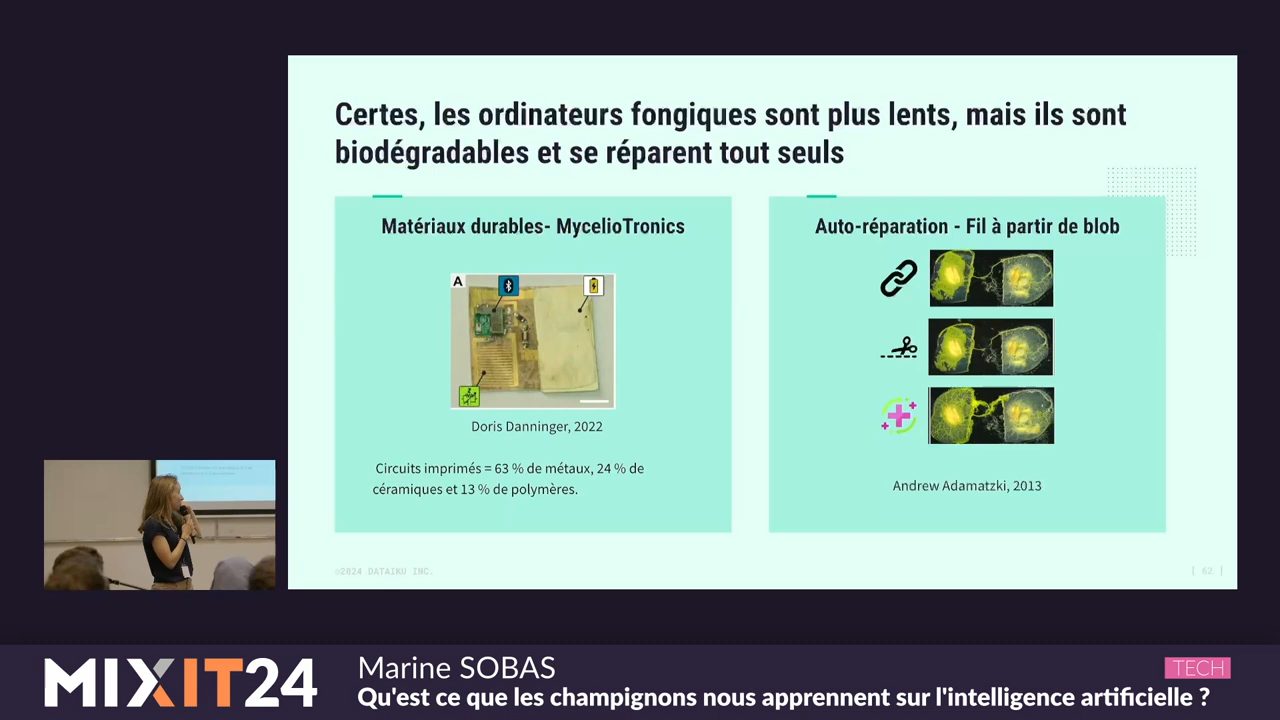 Certes, les ordinateurs fongiques sont plus lents, mais ils sont
biodégradables et se réparent tout seuls
Matériaux durables- MycelioTronics
A
Doris Danninger, 2022
Circuits imprimés = 63 % de métaux, 24 % de
céramiques et 13 % de polymères.
Auto-réparation - Fil à partir de blob
Andrew Adamatzki, 2013
©2024 DATAIKU INC.
[ 62 ]
MIXIT24
Marine SOBAS
TECH
Qu'est ce que les champignons nous apprennent sur l'intelligence artificielle ?